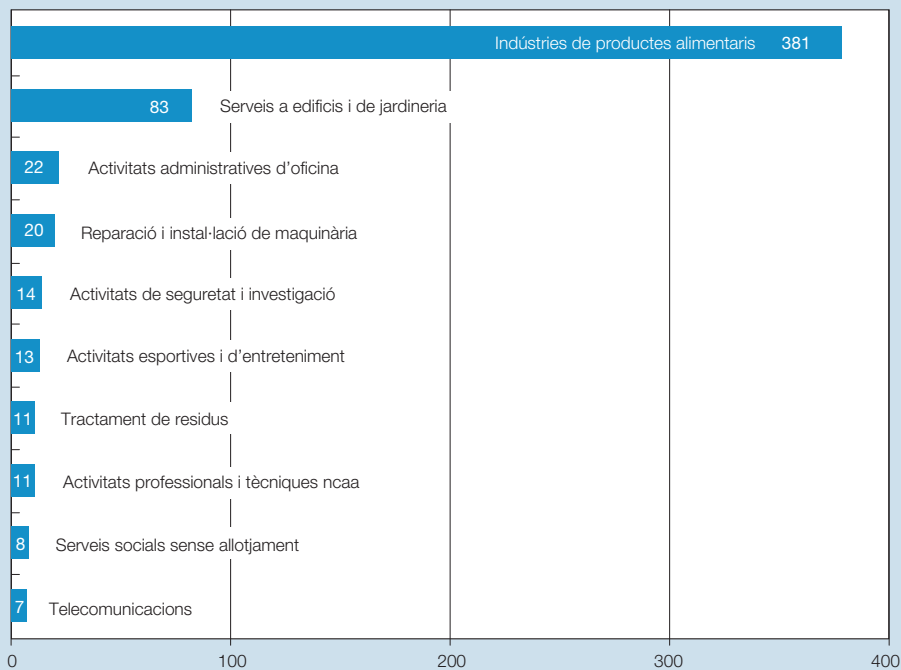 Indústries de productes alimentaris 381
83 Serveis a edificis i de jardineria
22 Activitats administratives d’oficina
20 Reparació i instal·lació de maquinària
14 Activitats de seguretat i investigació
13 Activitats esportives i d’entreteniment
11 Tractament de residus
11 Activitats professionals i tècniques ncaa
8 Serveis socials sense allotjament
7 Telecomunicacions
0 100 200 300 400